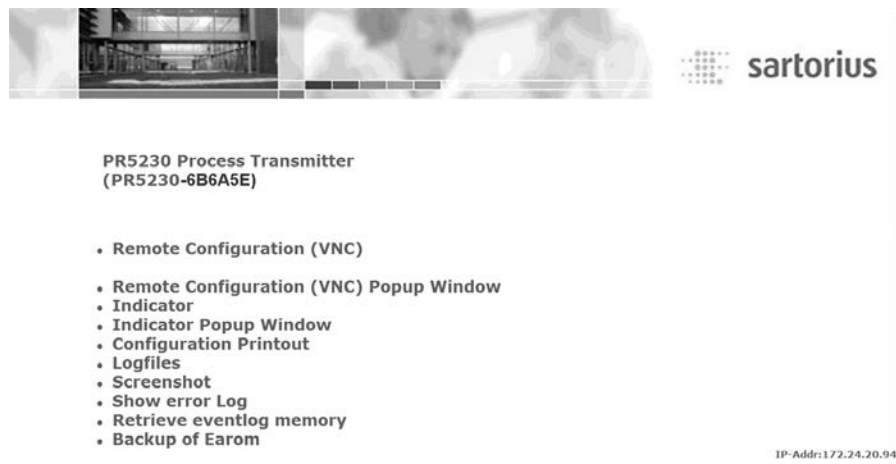 sartorius
PR5230 Process Transmitter
(PR5230-6B6A5E)
• Remote Configuration (VNC)
• Remote Configuration (VNC) Popup Window
• Indicator
• Indicator Popup Window
• Configuration Printout
• Logfiles
• Screenshot
• Show error Log
• Retrieve eventlog memory
• Backup of Earom
IP-Addr:172.24.20.94